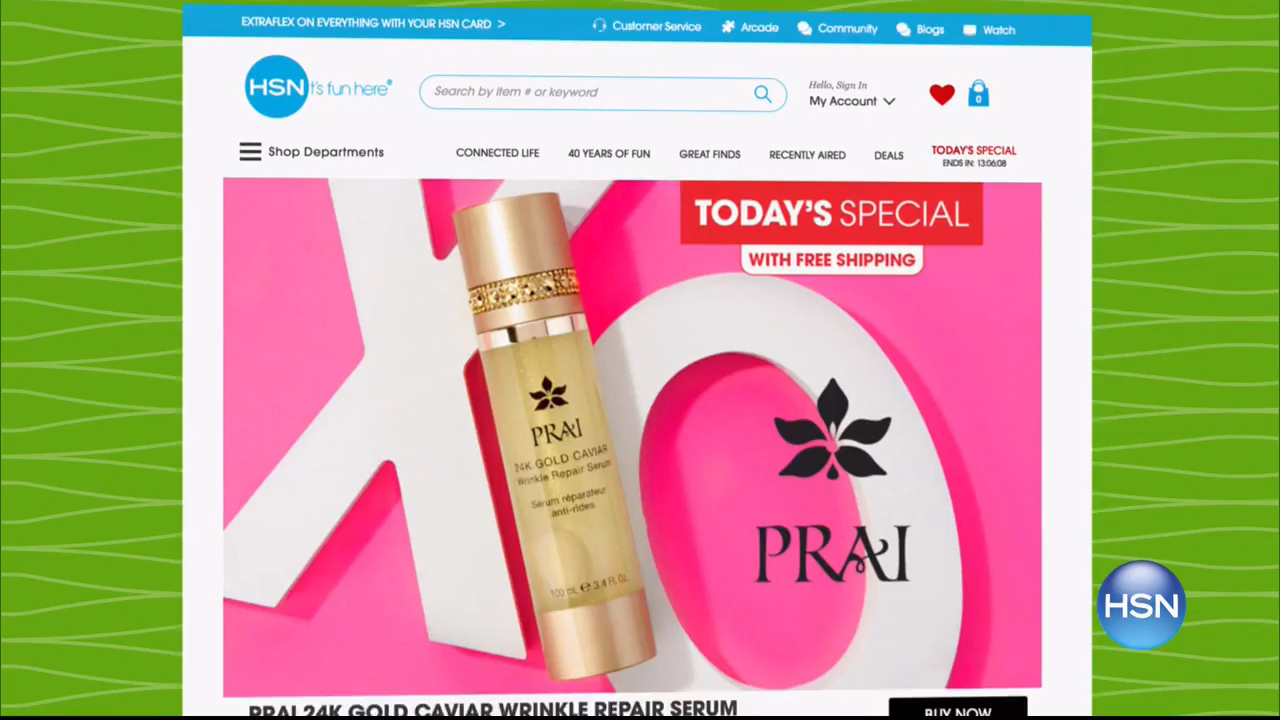 EXTRAFLEX ON EVERYTHING WITH YOUR HSN CARD >
Customer Service
Arcade
Community
Blogs
Watch
HSN it's fun here®
Search by item # or keyword
Hello, Sign In
My Account
0
Shop Departments
CONNECTED LIFE
40 YEARS OF FUN
GREAT FINDS
RECENTLY AIRED
DEALS
TODAY'S SPECIAL
ENDS IN: 13:06:08
TODAY'S SPECIAL
WITH FREE SHIPPING
XO
PRAI
24K GOLD CAVIAR
Wrinkle Repair Serum
Sérum réparateur
anti-rides
100 mL ℮ 3.4 FL. OZ.
PRAI
HSN
PRAI 24K GOLD CAVIAR WRINKLE REPAIR SERUM
BUY NOW